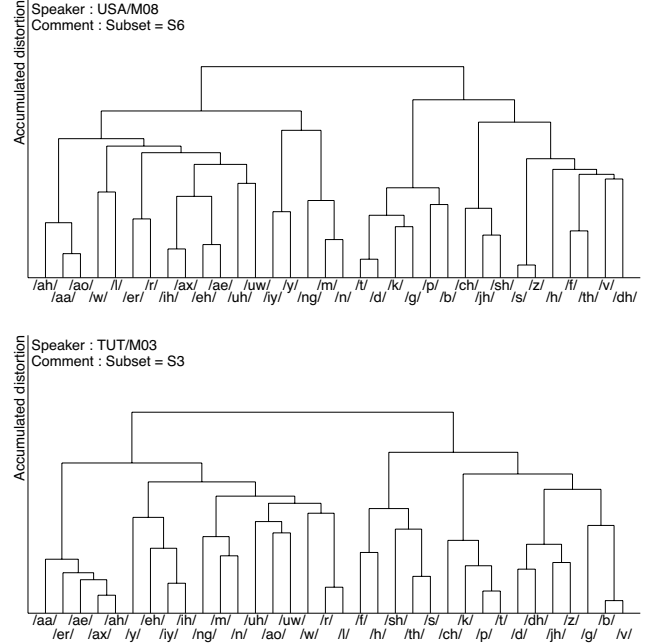 Speaker : USA/M08
Comment : Subset = S6
Accumulated distortion
/ah/ /ao/ /l/ /r/ /ax/ /ae/ /uw/ /y/ /m/ /t/ /k/ /p/ /ch/ /sh/ /z/ /f/ /v/
/aa/ /w/ /er/ /ih/ /eh/ /uh/ /iy/ /ng/ /n/ /d/ /g/ /b/ /jh/ /s/ /h/ /th/ /dh/
Speaker : TUT/M03
Comment : Subset = S3
Accumulated distortion
/aa/ /ae/ /ah/ /eh/ /ih/ /m/ /uh/ /uw/ /r/ /f/ /sh/ /s/ /k/ /t/ /dh/ /z/ /b/
/er/ /ax/ /y/ /iy/ /ng/ /n/ /ao/ /w/ /l/ /h/ /th/ /ch/ /p/ /d/ /jh/ /g/ /v/